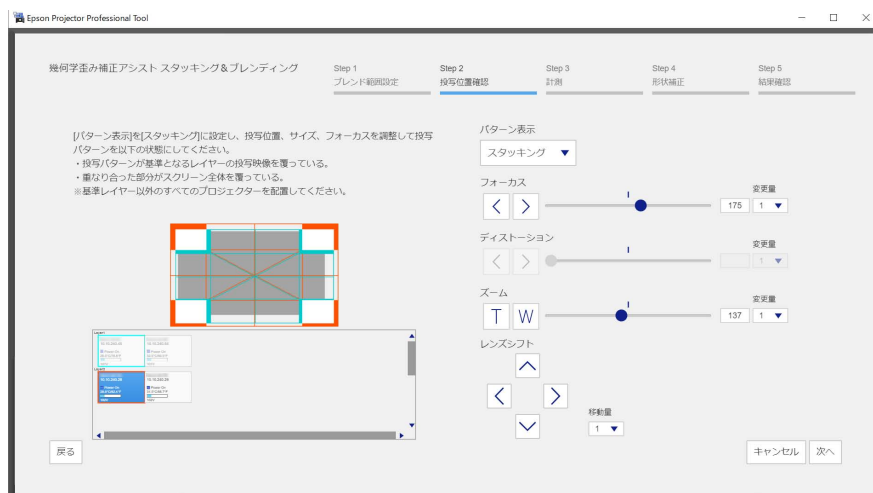 Epson Projector Professional Tool
幾何学歪み補正アシスト スタッキング&ブレンディング
Step 1
ブレンド範囲設定
Step 2
投写位置確認
Step 3
計測
Step 4
形状補正
Step 5
結果確認
[パターン表示]を[スタッキング]に設定し、投写位置、サイズ、フォーカスを調整して投写
パターンを以下の状態にしてください。
・投写パターンが基準となるレイヤーの投写映像を覆っている。
・重なり合った部分がスクリーン全体を覆っている。
※基準レイヤー以外のすべてのプロジェクターを配置してください。
Layer1
Layer2
パターン表示
スタッキング
フォーカス
変更量
175
1
ディストーション
変更量
1
ズーム
変更量
T
W
137
1
レンズシフト
移動量
1
戻る
キャンセル
次へ